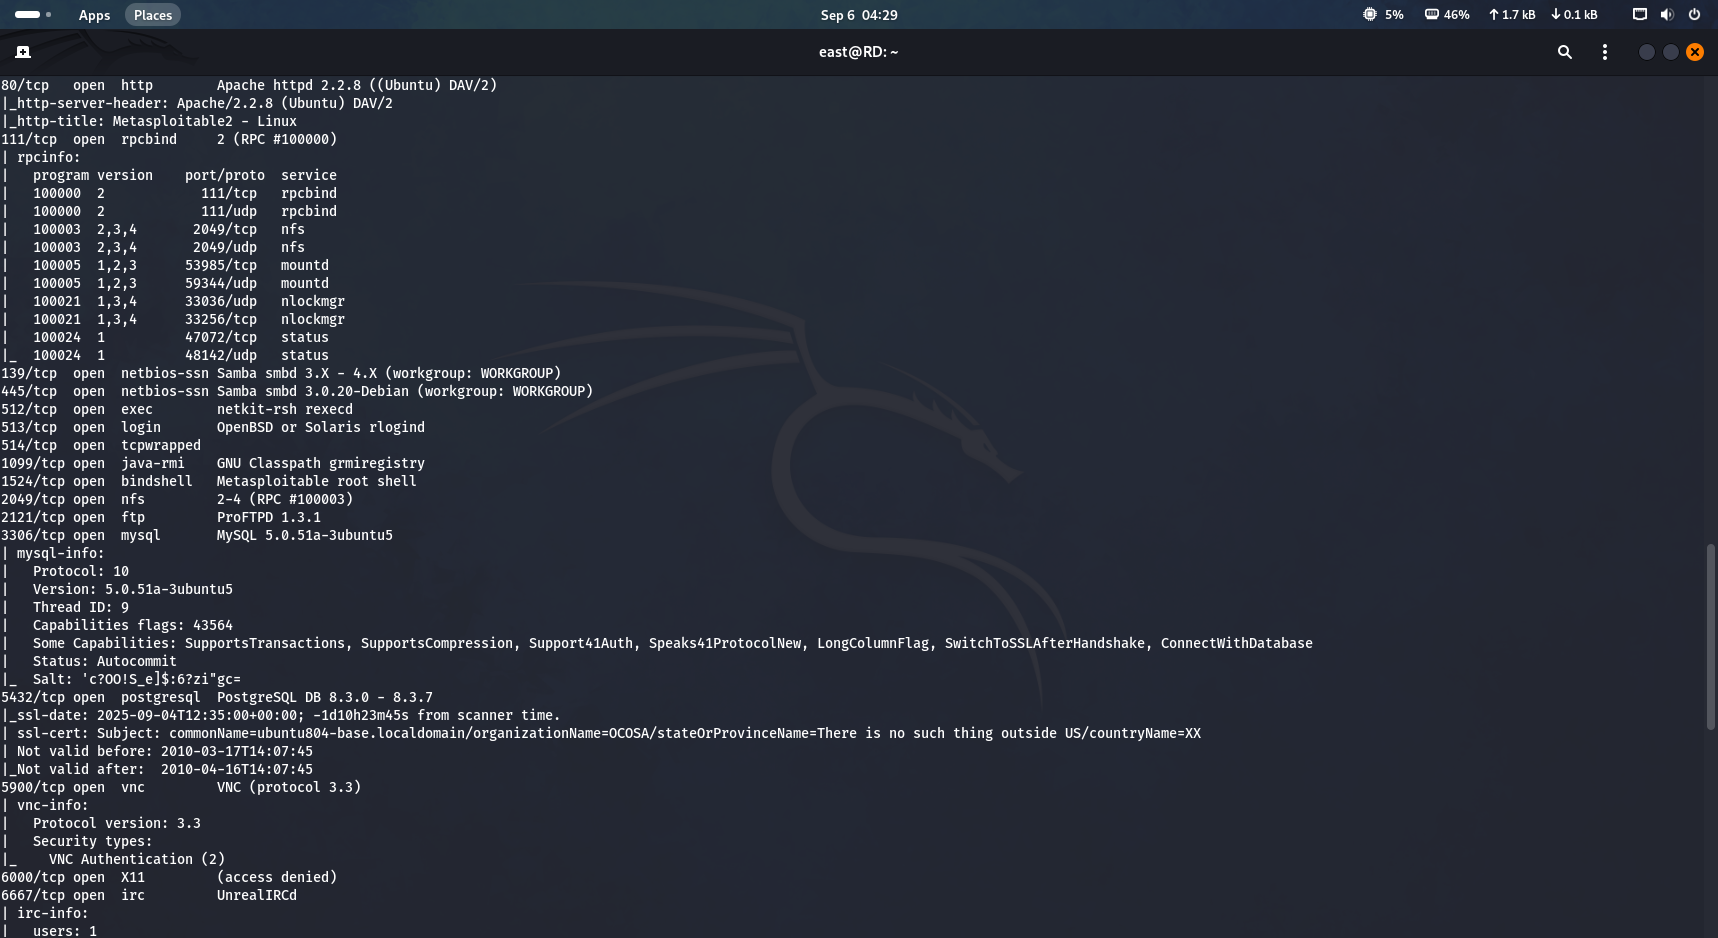 Apps Places Sep 6 04:29 5% 46% ↑1.7 kB ↓0.1 kB
east@RD: ~
80/tcp   open  http        Apache httpd 2.2.8 ((Ubuntu) DAV/2)
|_http-server-header: Apache/2.2.8 (Ubuntu) DAV/2
|_http-title: Metasploitable2 - Linux
111/tcp  open  rpcbind     2 (RPC #100000)
| rpcinfo:
|   program version    port/proto  service
|   100000  2            111/tcp   rpcbind
|   100000  2            111/udp   rpcbind
|   100003  2,3,4       2049/tcp   nfs
|   100003  2,3,4       2049/udp   nfs
|   100005  1,2,3      53985/tcp   mountd
|   100005  1,2,3      59344/udp   mountd
|   100021  1,3,4      33036/udp   nlockmgr
|   100021  1,3,4      33256/tcp   nlockmgr
|   100024  1          47072/tcp   status
|_  100024  1          48142/udp   status
139/tcp  open  netbios-ssn Samba smbd 3.X - 4.X (workgroup: WORKGROUP)
445/tcp  open  netbios-ssn Samba smbd 3.0.20-Debian (workgroup: WORKGROUP)
512/tcp  open  exec        netkit-rsh rexecd
513/tcp  open  login       OpenBSD or Solaris rlogind
514/tcp  open  tcpwrapped
1099/tcp open  java-rmi    GNU Classpath grmiregistry
1524/tcp open  bindshell   Metasploitable root shell
2049/tcp open  nfs         2-4 (RPC #100003)
2121/tcp open  ftp         ProFTPD 1.3.1
3306/tcp open  mysql       MySQL 5.0.51a-3ubuntu5
| mysql-info:
|   Protocol: 10
|   Version: 5.0.51a-3ubuntu5
|   Thread ID: 9
|   Capabilities flags: 43564
|   Some Capabilities: SupportsTransactions, SupportsCompression, Support41Auth, Speaks41ProtocolNew, LongColumnFlag, SwitchToSSLAfterHandshake, ConnectWithDatabase
|   Status: Autocommit
|_  Salt: 'c?OO!S_e]$:6?zi"gc=
5432/tcp open  postgresql  PostgreSQL DB 8.3.0 - 8.3.7
|_ssl-date: 2025-09-04T12:35:00+00:00; -1d10h23m45s from scanner time.
| ssl-cert: Subject: commonName=ubuntu804-base.localdomain/organizationName=OCOSA/stateOrProvinceName=There is no such thing outside US/countryName=XX
| Not valid before: 2010-03-17T14:07:45
|_Not valid after:  2010-04-16T14:07:45
5900/tcp open  vnc         VNC (protocol 3.3)
| vnc-info:
|   Protocol version: 3.3
|   Security types:
|_    VNC Authentication (2)
6000/tcp open  X11         (access denied)
6667/tcp open  irc         UnrealIRCd
| irc-info:
|   users: 1